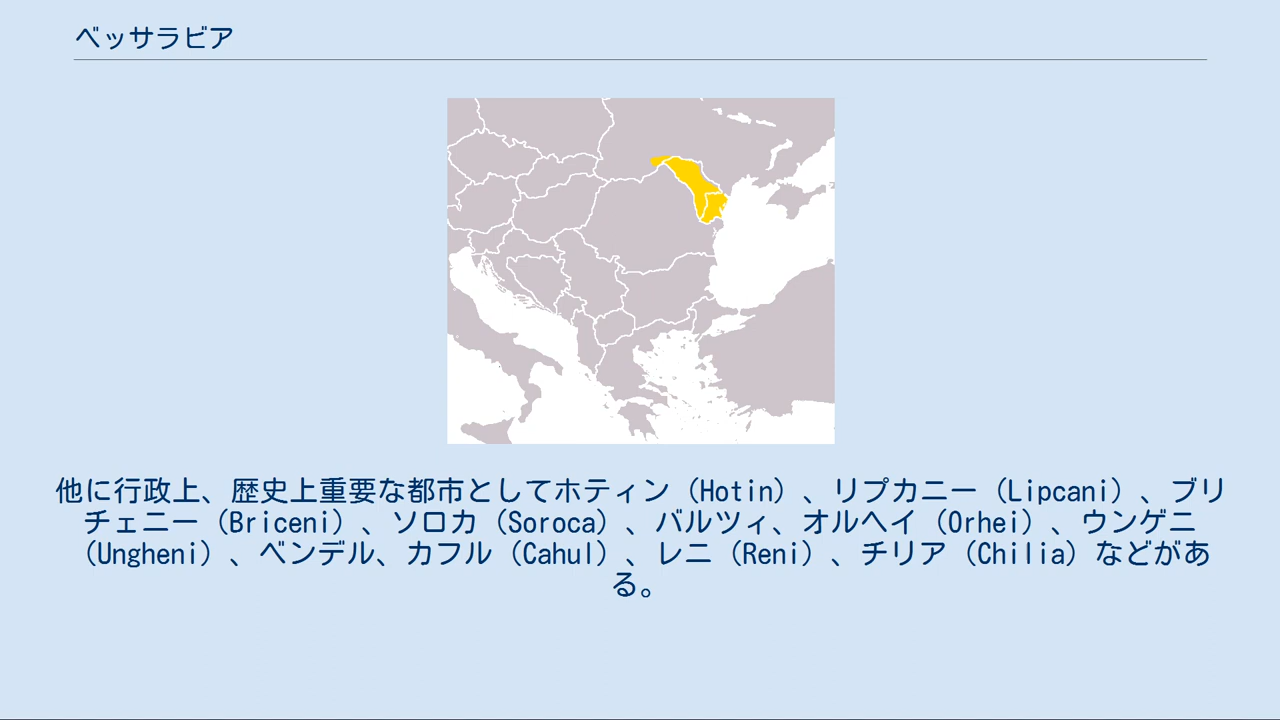 ベッサラビア
他に行政上、歴史上重要な都市としてホティン（Hotin）、リプカニー（Lipcani）、ブリ
チェニー（Briceni）、ソロカ（Soroca）、バルツィ、オルヘイ（Orhei）、ウンゲニ
（Ungheni）、ベンデル、カフル（Cahul）、レニ（Reni）、チリア（Chilia）などがあ
る。